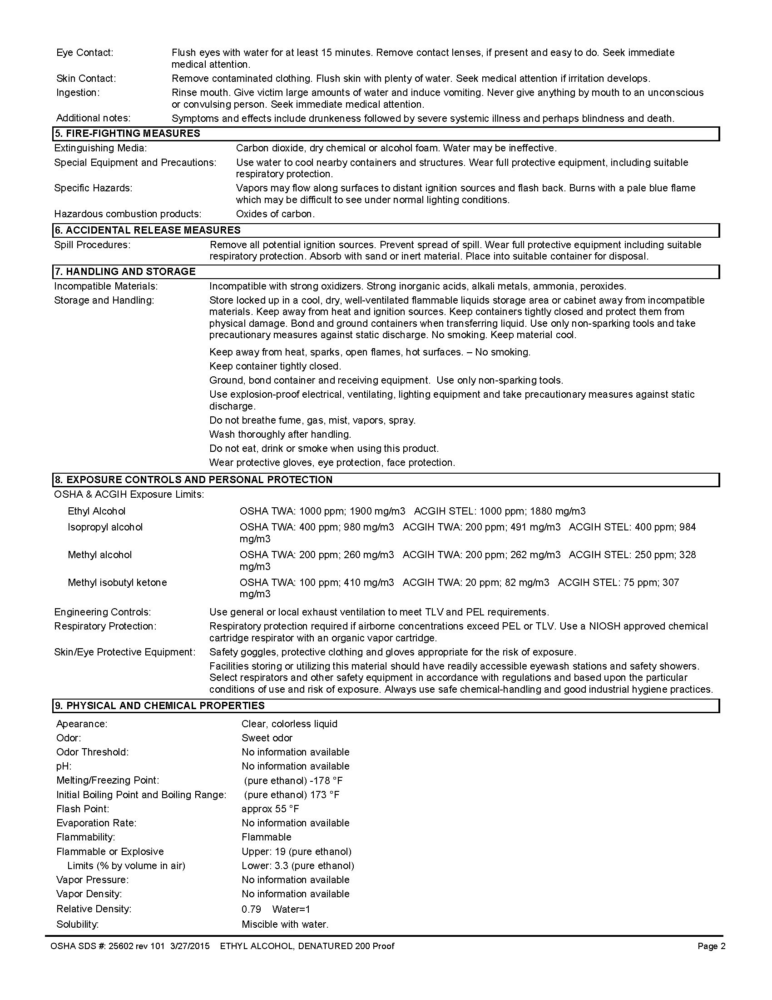 Eye Contact: Flush eyes with water for at least 15 minutes. Remove contact lenses, if present and easy to do. Seek immediate
medical attention.
Skin Contact: Remove contaminated clothing. Flush skin with plenty of water. Seek medical attention if irritation develops.
Ingestion: Rinse mouth. Give victim large amounts of water and induce vomiting. Never give anything by mouth to an unconscious
or convulsing person. Seek immediate medical attention.
Additional notes: Symptoms and effects include drunkeness followed by severe systemic illness and perhaps blindness and death.
5. FIRE-FIGHTING MEASURES
Extinguishing Media: Carbon dioxide, dry chemical or alcohol foam. Water may be ineffective.
Special Equipment and Precautions: Use water to cool nearby containers and structures. Wear full protective equipment, including suitable
respiratory protection.
Specific Hazards: Vapors may flow along surfaces to distant ignition sources and flash back. Burns with a pale blue flame
which may be difficult to see under normal lighting conditions.
Hazardous combustion products: Oxides of carbon.
6. ACCIDENTAL RELEASE MEASURES
Spill Procedures: Remove all potential ignition sources. Prevent spread of spill. Wear full protective equipment including suitable
respiratory protection. Absorb with sand or inert material. Place into suitable container for disposal.
7. HANDLING AND STORAGE
Incompatible Materials: Incompatible with strong oxidizers. Strong inorganic acids, alkali metals, ammonia, peroxides.
Storage and Handling: Store locked up in a cool, dry, well-ventilated flammable liquids storage area or cabinet away from incompatible
materials. Keep away from heat and ignition sources. Keep containers tightly closed and protect them from
physical damage. Bond and ground containers when transferring liquid. Use only non-sparking tools and take
precautionary measures against static discharge. No smoking. Keep material cool.
Keep away from heat, sparks, open flames, hot surfaces. – No smoking.
Keep container tightly closed.
Ground, bond container and receiving equipment.  Use only non-sparking tools.
Use explosion-proof electrical, ventilating, lighting equipment and take precautionary measures against static
discharge.
Do not breathe fume, gas, mist, vapors, spray.
Wash thoroughly after handling.
Do not eat, drink or smoke when using this product.
Wear protective gloves, eye protection, face protection.
8. EXPOSURE CONTROLS AND PERSONAL PROTECTION
OSHA & ACGIH Exposure Limits:
Ethyl Alcohol OSHA TWA: 1000 ppm; 1900 mg/m3 ACGIH STEL: 1000 ppm; 1880 mg/m3
Isopropyl alcohol OSHA TWA: 400 ppm; 980 mg/m3 ACGIH TWA: 200 ppm; 491 mg/m3 ACGIH STEL: 400 ppm; 984
mg/m3
Methyl alcohol OSHA TWA: 200 ppm; 260 mg/m3 ACGIH TWA: 200 ppm; 262 mg/m3 ACGIH STEL: 250 ppm; 328
mg/m3
Methyl isobutyl ketone OSHA TWA: 100 ppm; 410 mg/m3 ACGIH TWA: 20 ppm; 82 mg/m3 ACGIH STEL: 75 ppm; 307
mg/m3
Engineering Controls: Use general or local exhaust ventilation to meet TLV and PEL requirements.
Respiratory Protection: Respiratory protection required if airborne concentrations exceed PEL or TLV. Use a NIOSH approved chemical
cartridge respirator with an organic vapor cartridge.
Skin/Eye Protective Equipment: Safety goggles, protective clothing and gloves appropriate for the risk of exposure.
Facilities storing or utilizing this material should have readily accessible eyewash stations and safety showers.
Select respirators and other safety equipment in accordance with regulations and based upon the particular
conditions of use and risk of exposure. Always use safe chemical-handling and good industrial hygiene practices.
9. PHYSICAL AND CHEMICAL PROPERTIES
Apearance: Clear, colorless liquid
Odor: Sweet odor
Odor Threshold: No information available
pH: No information available
Melting/Freezing Point: (pure ethanol) -178 °F
Initial Boiling Point and Boiling Range: (pure ethanol) 173 °F
Flash Point: approx 55 °F
Evaporation Rate: No information available
Flammability: Flammable
Flammable or Explosive Upper: 19 (pure ethanol)
Limits (% by volume in air) Lower: 3.3 (pure ethanol)
Vapor Pressure: No information available
Vapor Density: No information available
Relative Density: 0.79 Water=1
Solubility: Miscible with water.
OSHA SDS #: 25602 rev 101 3/27/2015 ETHYL ALCOHOL, DENATURED 200 Proof Page 2